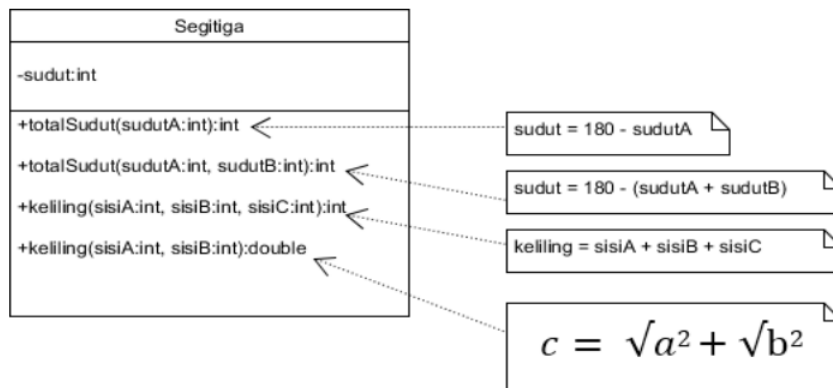 Segitiga
-sudut:int
+totalSudut(sudutA:int):int
+totalSudut(sudutA:int, sudutB:int):int
+keliling(sisiA:int, sisiB:int, sisiC:int):int
+keliling(sisiA:int, sisiB:int):double
sudut = 180 - sudutA
sudut = 180 - (sudutA + sudutB)
keliling = sisiA + sisiB + sisiC
c = √a² + √b²